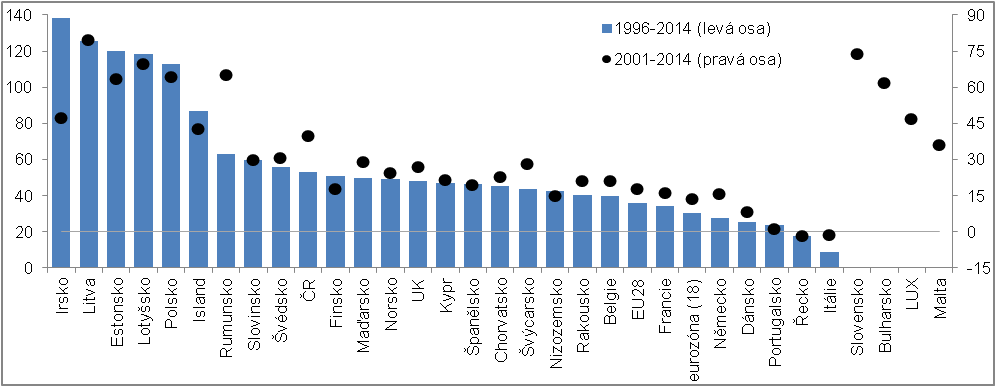 1996-2014 (levá osa)
2001-2014 (pravá osa)
140
120
100
80
60
40
20
0
90
75
60
45
30
15
0
-15
Irsko
Litva
Estonsko
Lotyšsko
Polsko
Island
Rumunsko
Slovinsko
Švédsko
ČR
Finsko
Maďarsko
Norsko
UK
Kypr
Španělsko
Chorvatsko
Švýcarsko
Nizozemsko
Rakousko
Belgie
EU28
Francie
eurozóna (18)
Německo
Dánsko
Portugalsko
Řecko
Itálie
Slovensko
Bulharsko
LUX
Malta